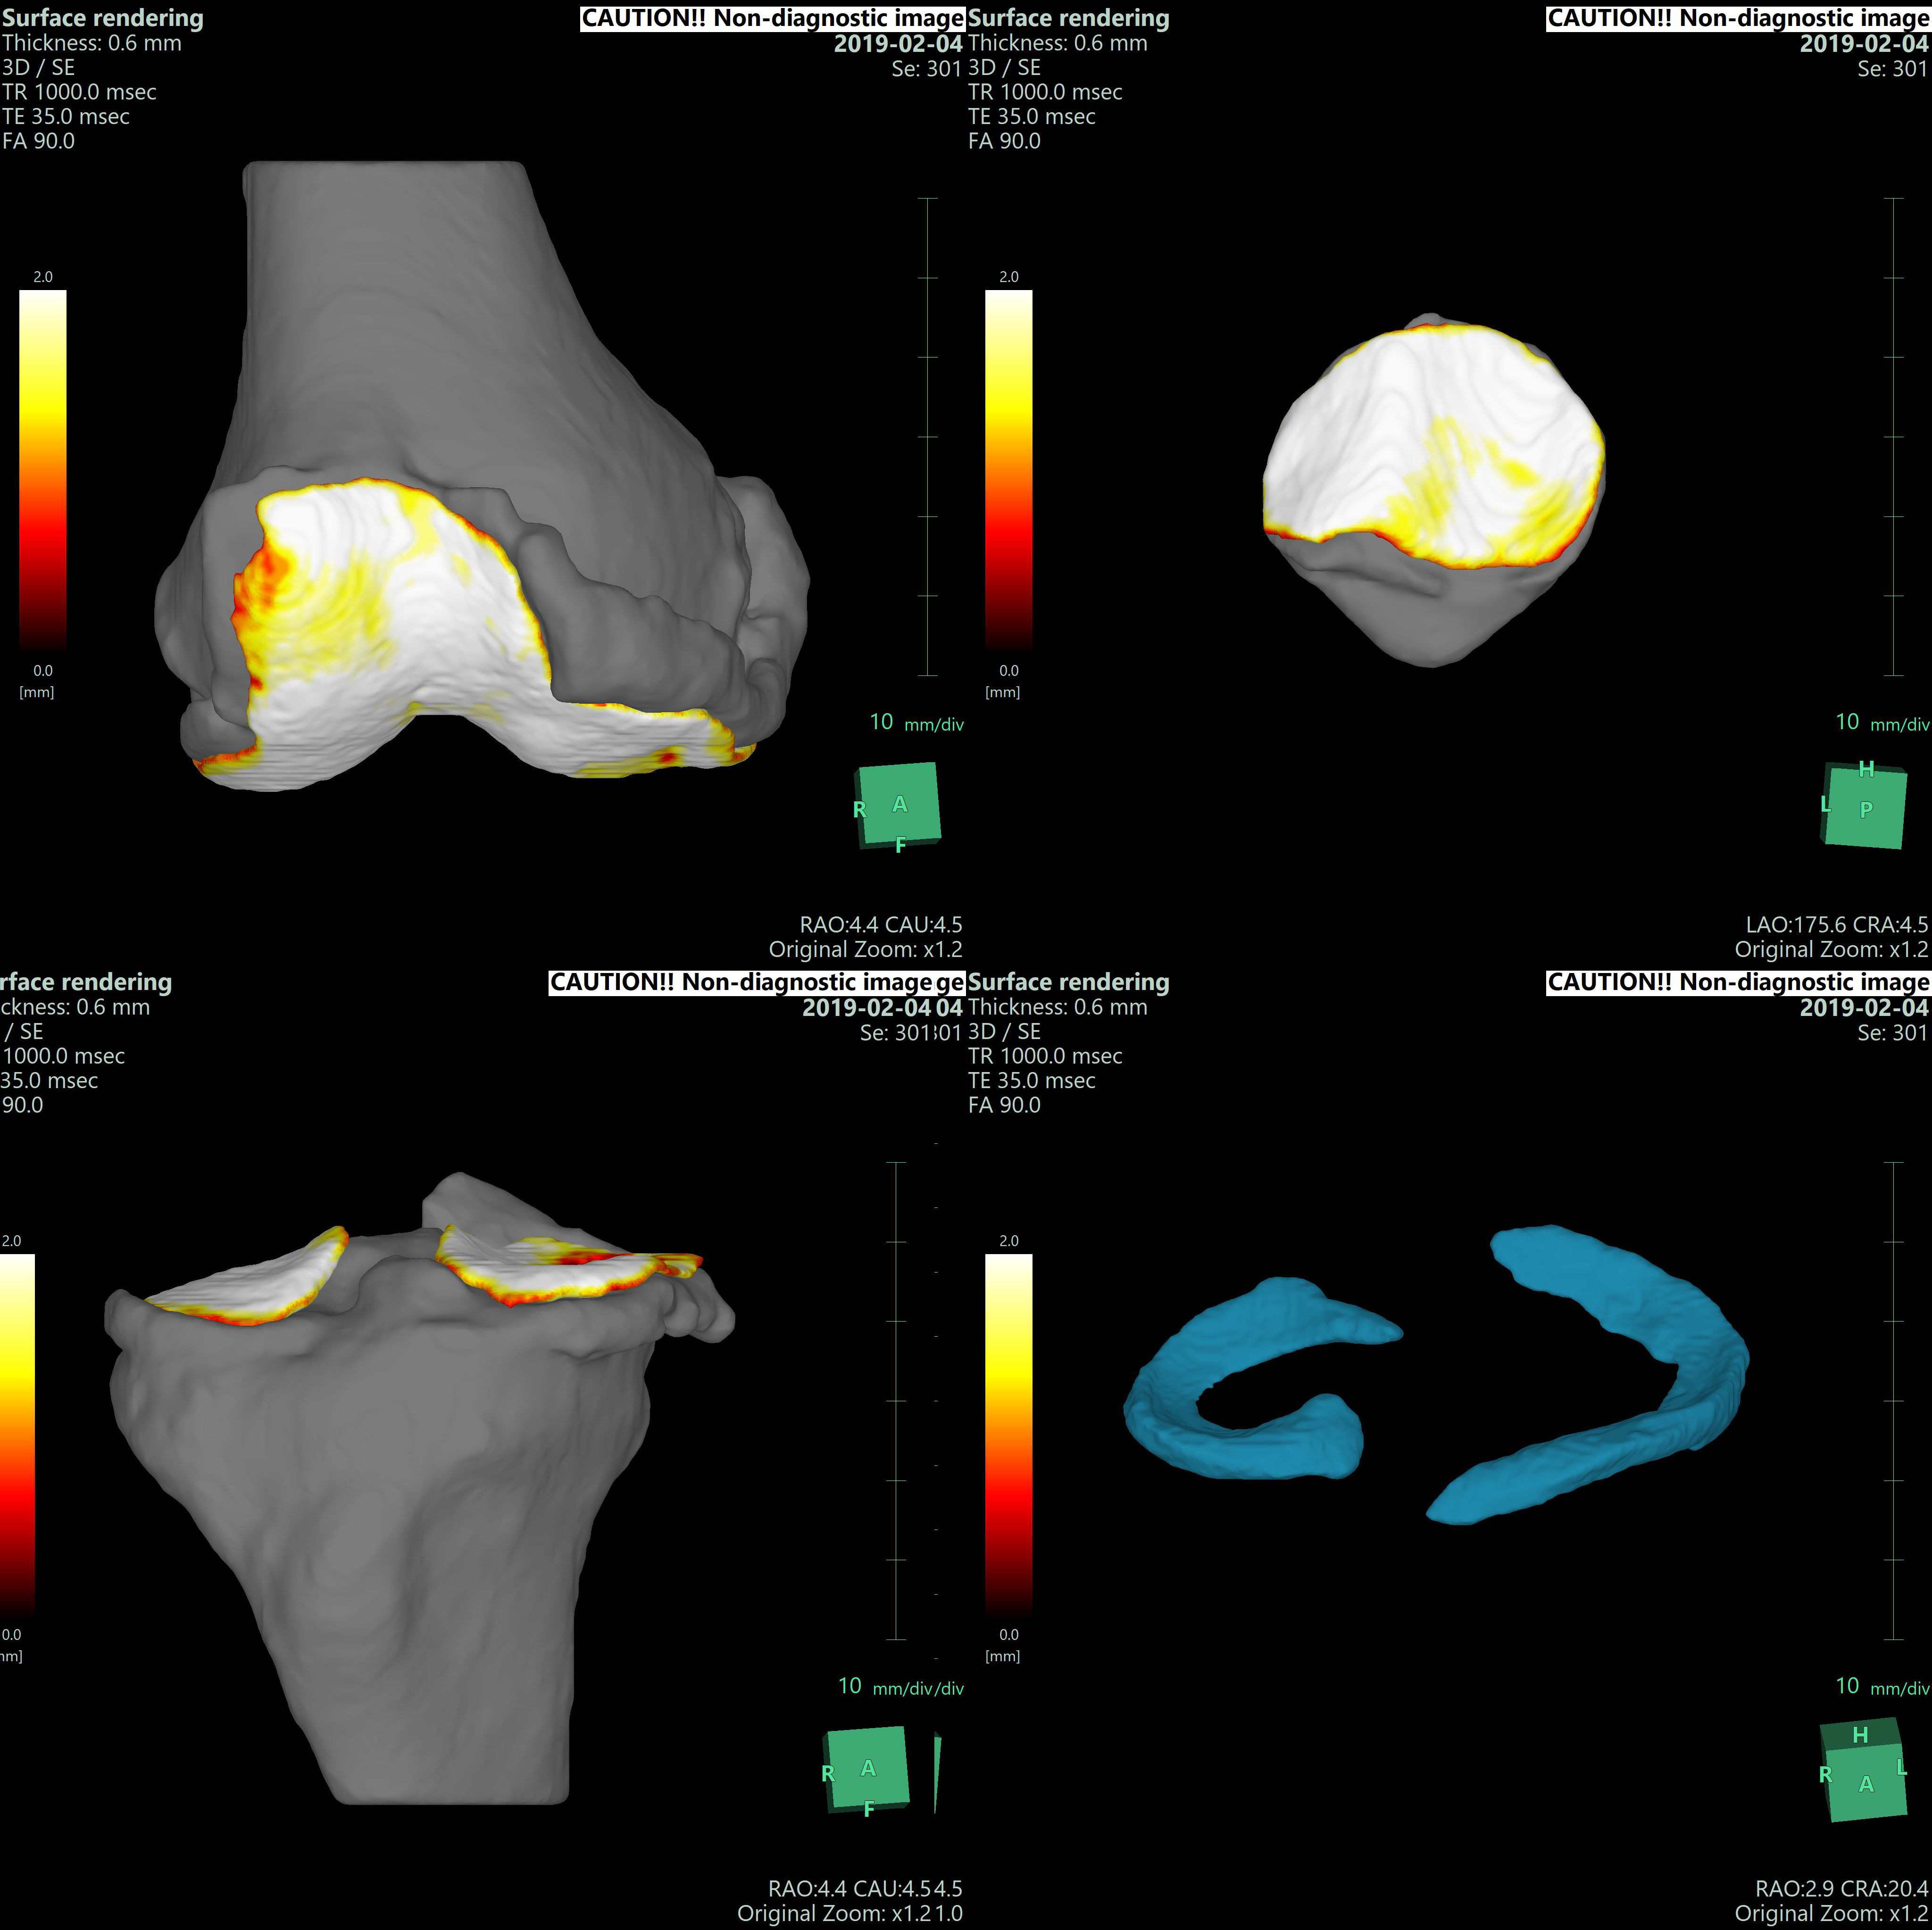 Surface rendering
CAUTION!! Non-diagnostic image
Thickness: 0.6 mm
2019-02-04
3D / SE
Se: 301
TR 1000.0 msec
TE 35.0 msec
FA 90.0
2.0
0.0
[mm]
10 mm/div
R A
F
RAO:4.4 CAU:4.5
Original Zoom: x1.2
Surface rendering
CAUTION!! Non-diagnostic image
Thickness: 0.6 mm
2019-02-04
3D / SE
Se: 301
TR 1000.0 msec
TE 35.0 msec
FA 90.0
2.0
0.0
[mm]
10 mm/div
H
L P
LAO:175.6 CRA:4.5
Original Zoom: x1.2
rface rendering
CAUTION!! Non-diagnostic image ge
ckness: 0.6 mm
2019-02-04 04
/ SE
Se: 301 01
1000.0 msec
35.0 msec
90.0
2.0
0.0
mm]
10 mm/div /div
R A
F
RAO:4.4 CAU:4.5 4.5
Original Zoom: x1.2 1.0
Surface rendering
CAUTION!! Non-diagnostic image
Thickness: 0.6 mm
2019-02-04
3D / SE
Se: 301
TR 1000.0 msec
TE 35.0 msec
FA 90.0
2.0
0.0
[mm]
10 mm/div
H
R A L
RAO:2.9 CRA:20.4
Original Zoom: x1.2